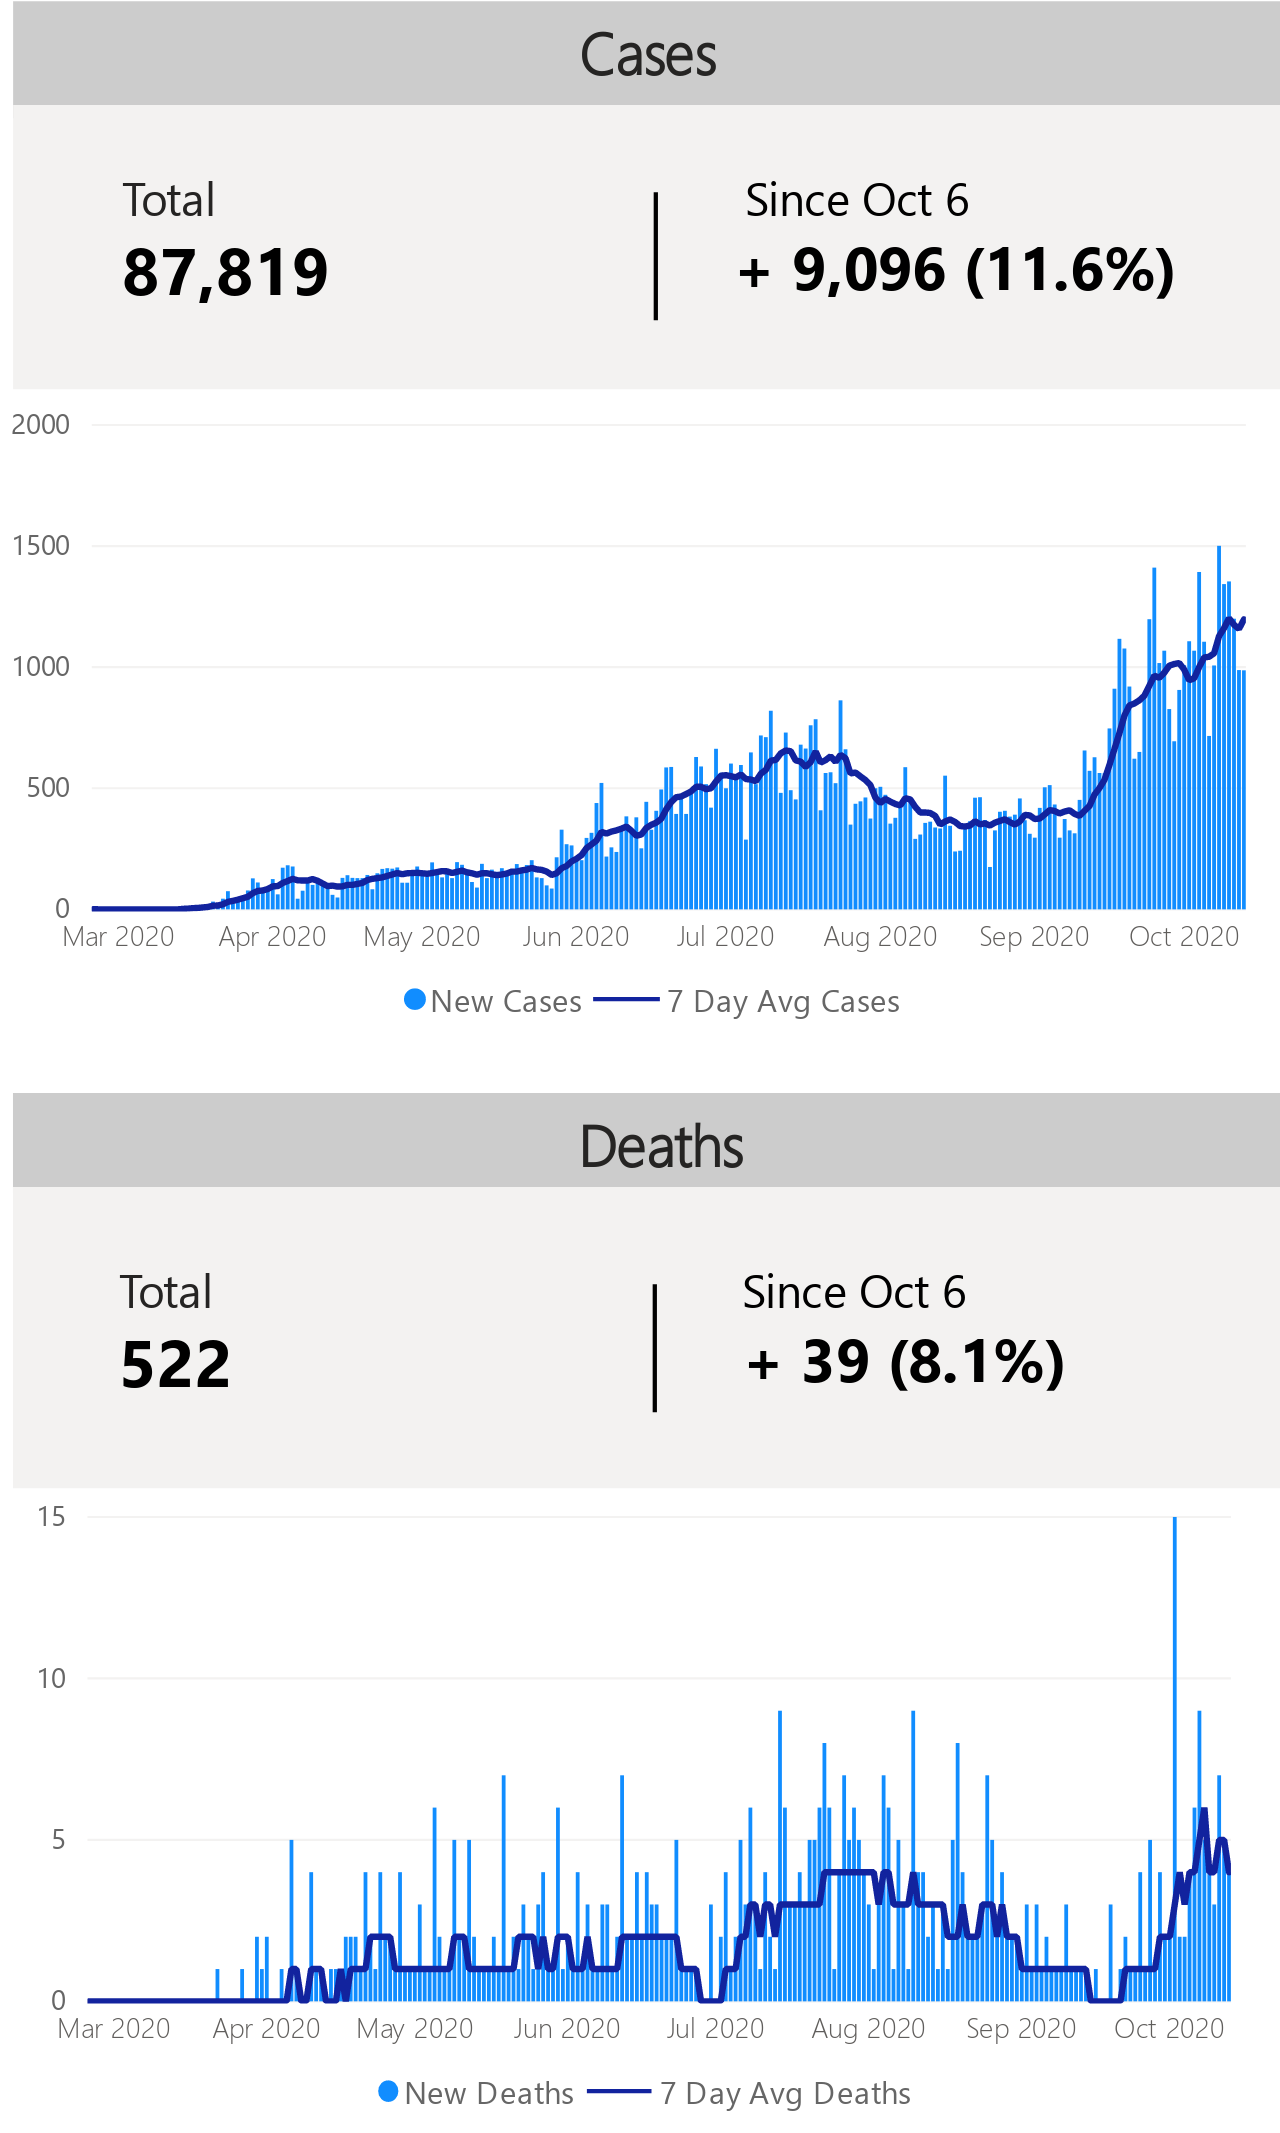 Cases
Total
Since Oct 6
87,819
+ 9,096 (11.6%)
2000
1500
1000
500
0
Mar 2020 Apr 2020 May 2020 Jun 2020 Jul 2020 Aug 2020 Sep 2020 Oct 2020
New Cases 7 Day Avg Cases
Deaths
Total
Since Oct 6
522
+ 39 (8.1%)
15
10
5
0
Mar 2020 Apr 2020 May 2020 Jun 2020 Jul 2020 Aug 2020 Sep 2020 Oct 2020
New Deaths 7 Day Avg Deaths